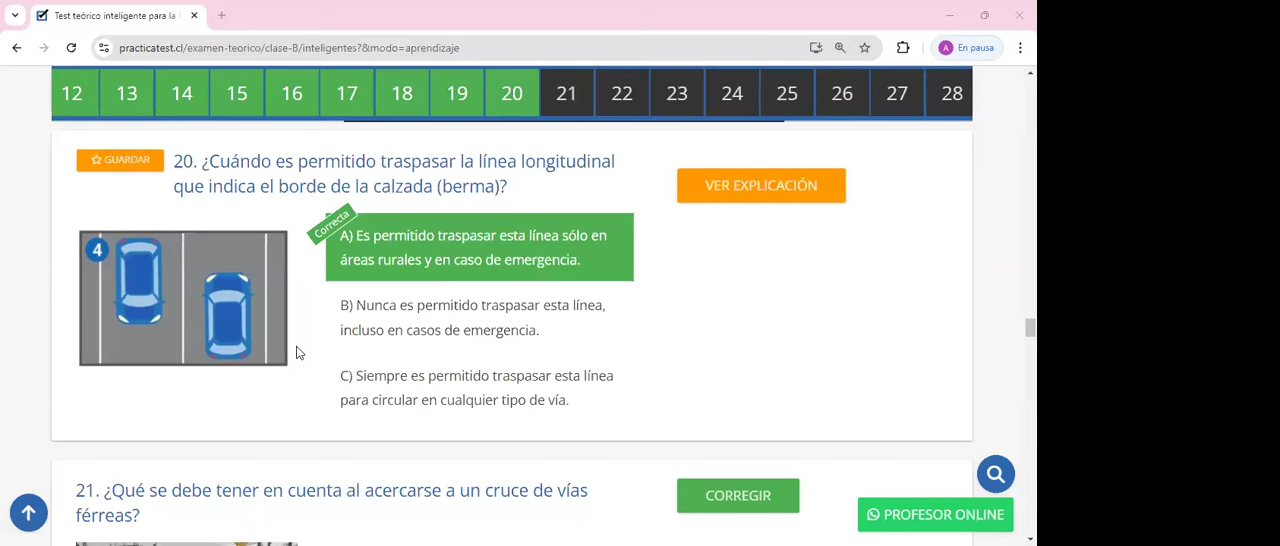 Test teórico inteligente para la
practicatest.cl/examen-teorico/clase-B/inteligentes?&modo=aprendizaje
A
En pausa
12 13 14 15 16 17 18 19 20 21 22 23 24 25 26 27 28
GUARDAR
20. ¿Cuándo es permitido traspasar la línea longitudinal
que indica el borde de la calzada (berma)?
VER EXPLICACIÓN
4
Correcta
A) Es permitido traspasar esta línea sólo en
áreas rurales y en caso de emergencia.
B) Nunca es permitido traspasar esta línea,
incluso en casos de emergencia.
C) Siempre es permitido traspasar esta línea
para circular en cualquier tipo de vía.
21. ¿Qué se debe tener en cuenta al acercarse a un cruce de vías
férreas?
CORREGIR
PROFESOR ONLINE